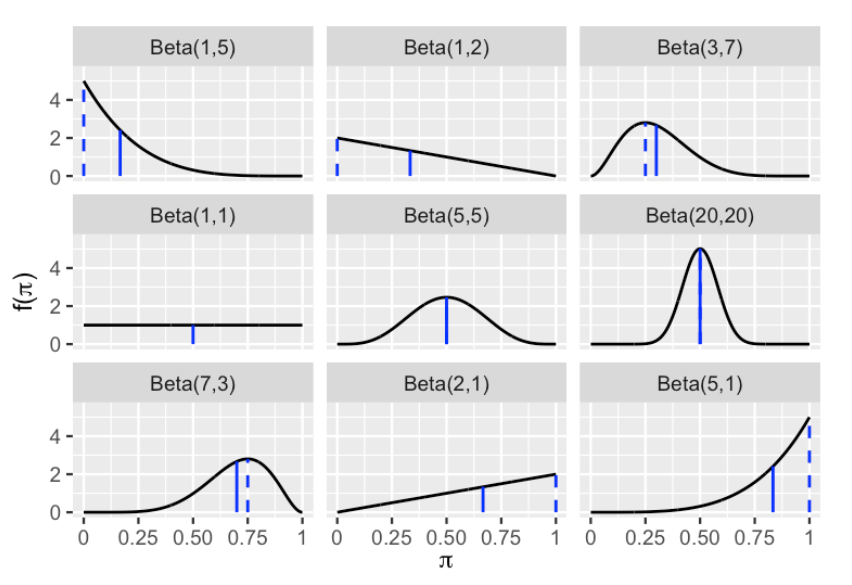 Beta(1,5) Beta(1,2) Beta(3,7)
4
2
0
Beta(1,1) Beta(5,5) Beta(20,20)
4
2
0
f(π)
Beta(7,3) Beta(2,1) Beta(5,1)
4
2
0
0 0.25 0.50 0.75 1 0 0.25 0.50 0.75 1 0 0.25 0.50 0.75 1
π